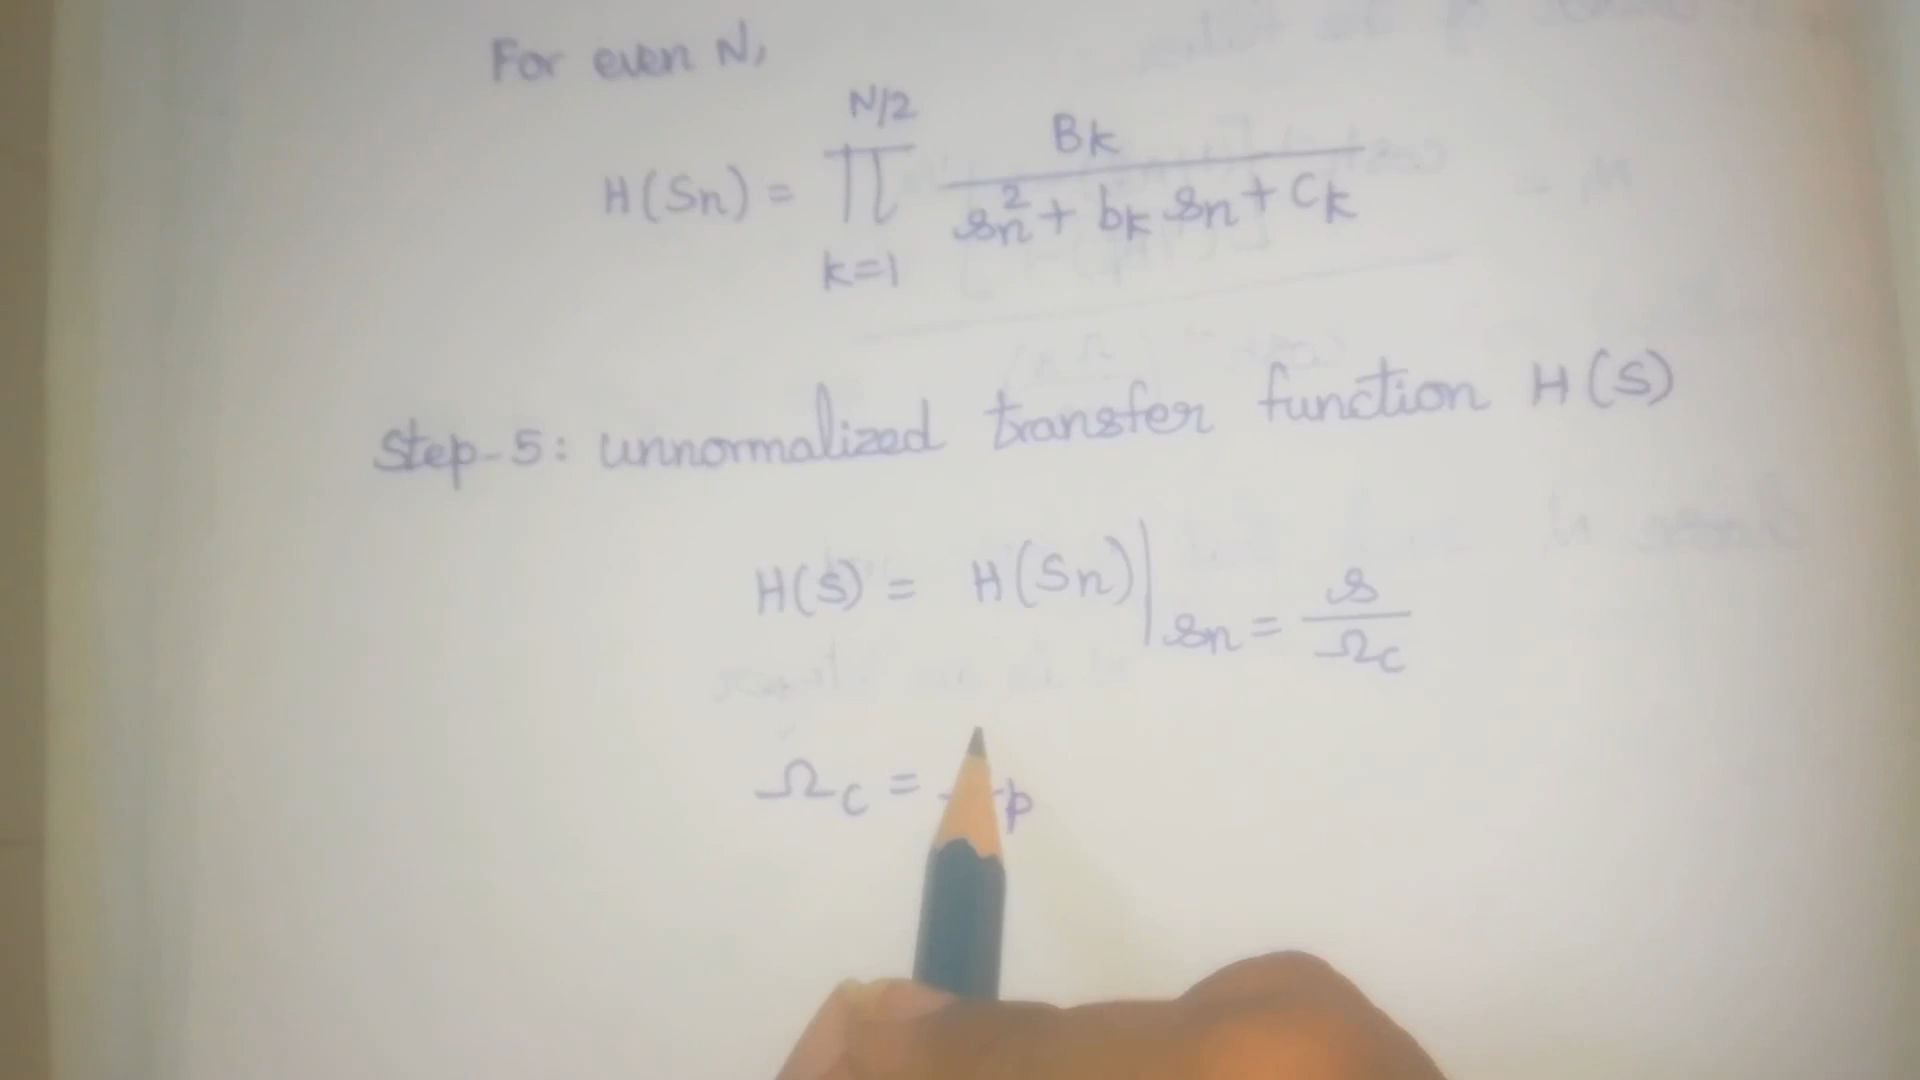 For even N,
H(Sn) = N/2 ∏ k=1 Bk / sn² + bk sn + Ck
Step-5: unnormalized transfer function H(S)
H(S) = H(Sn)| sn = s / Ωc
Ωc = p